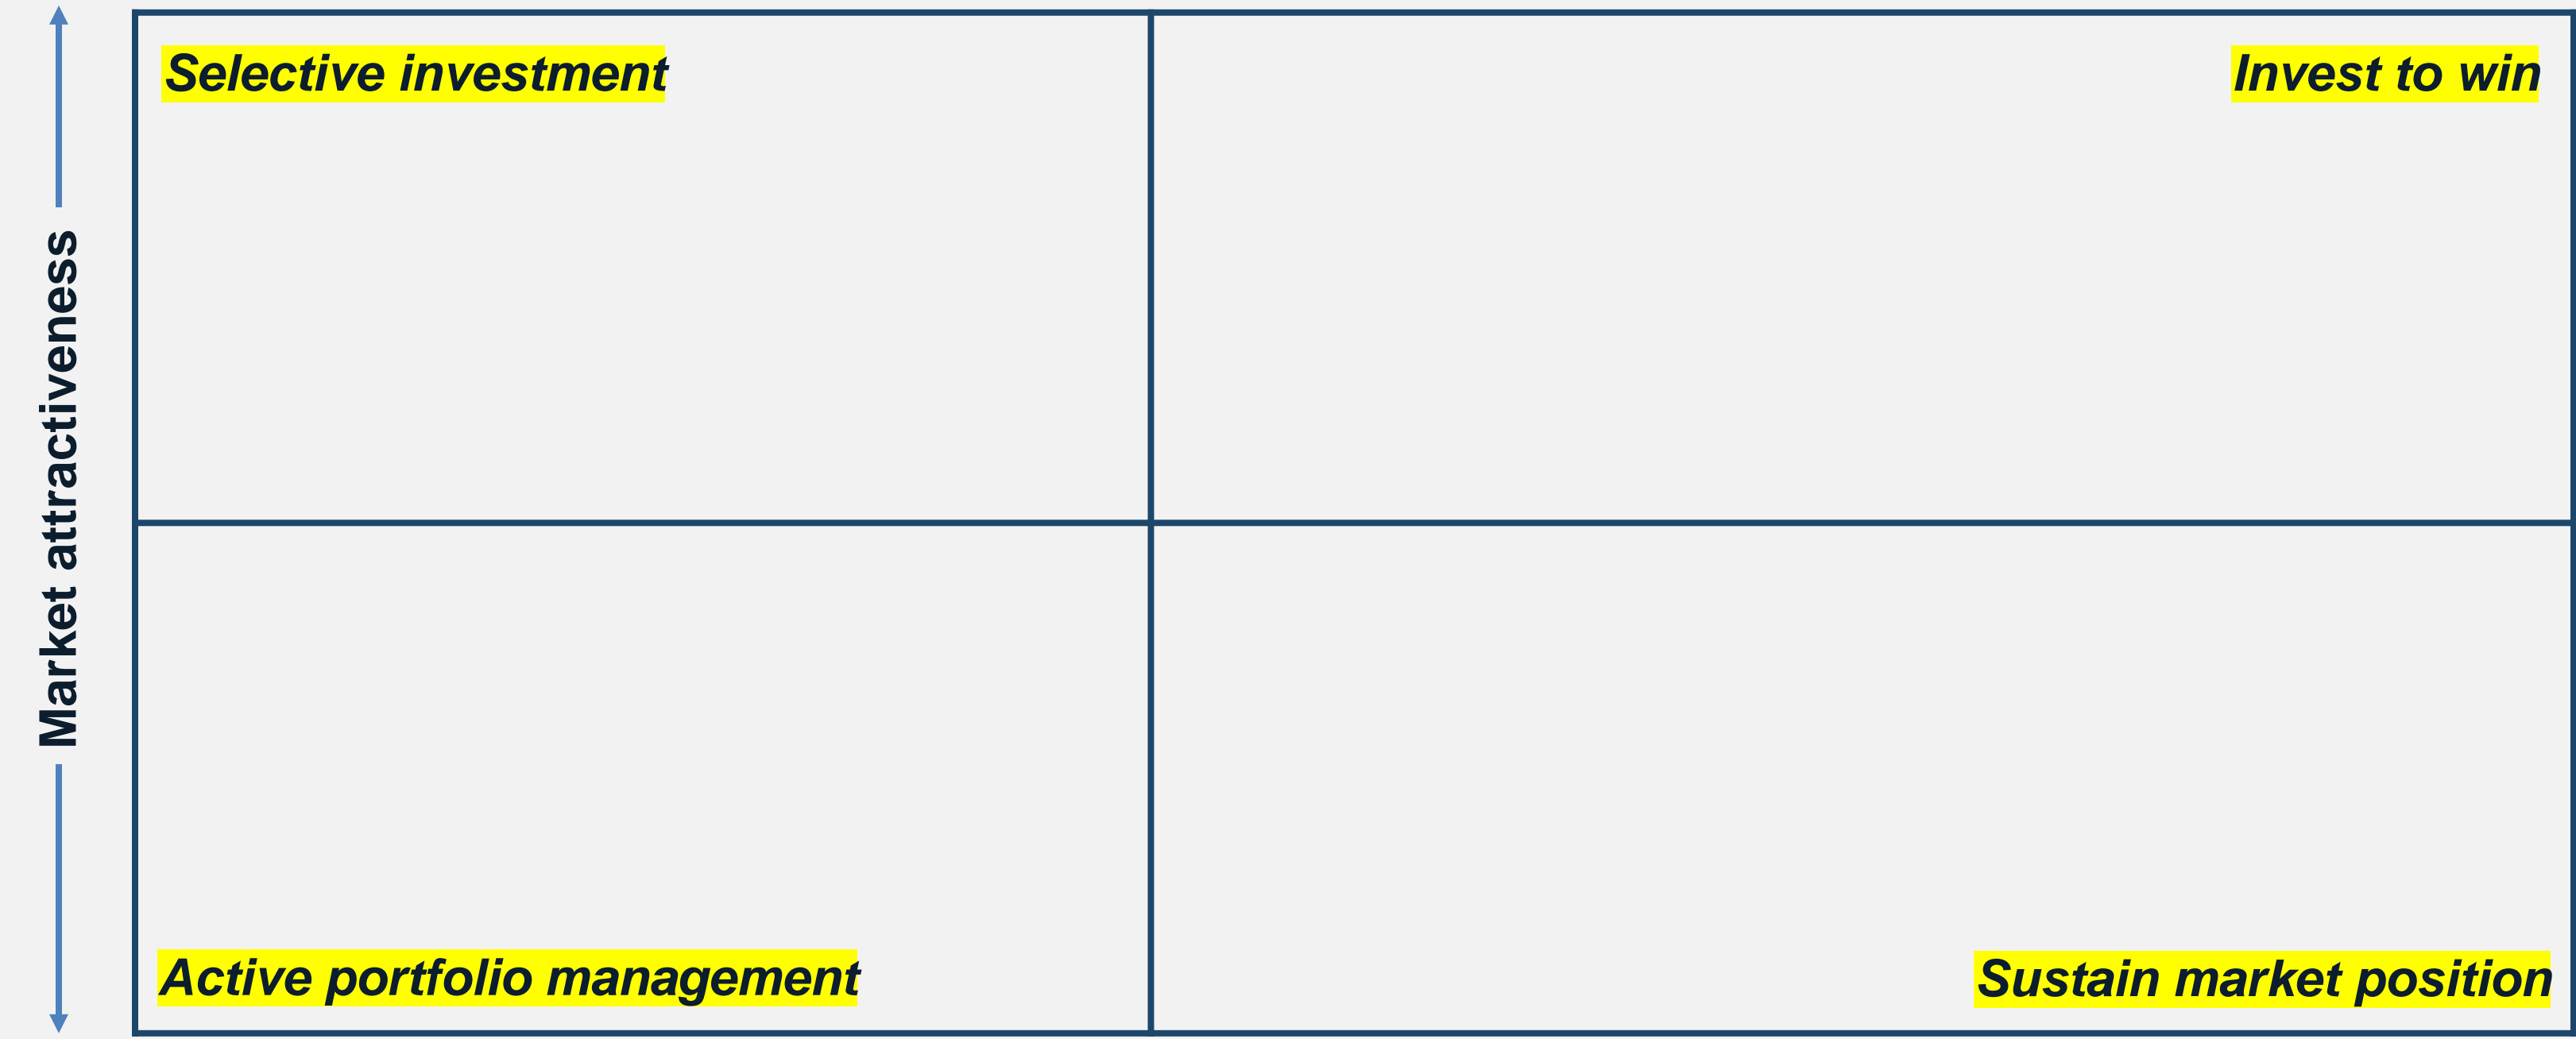 Selective investment
Invest to win
Market attractiveness
Active portfolio management
Sustain market position